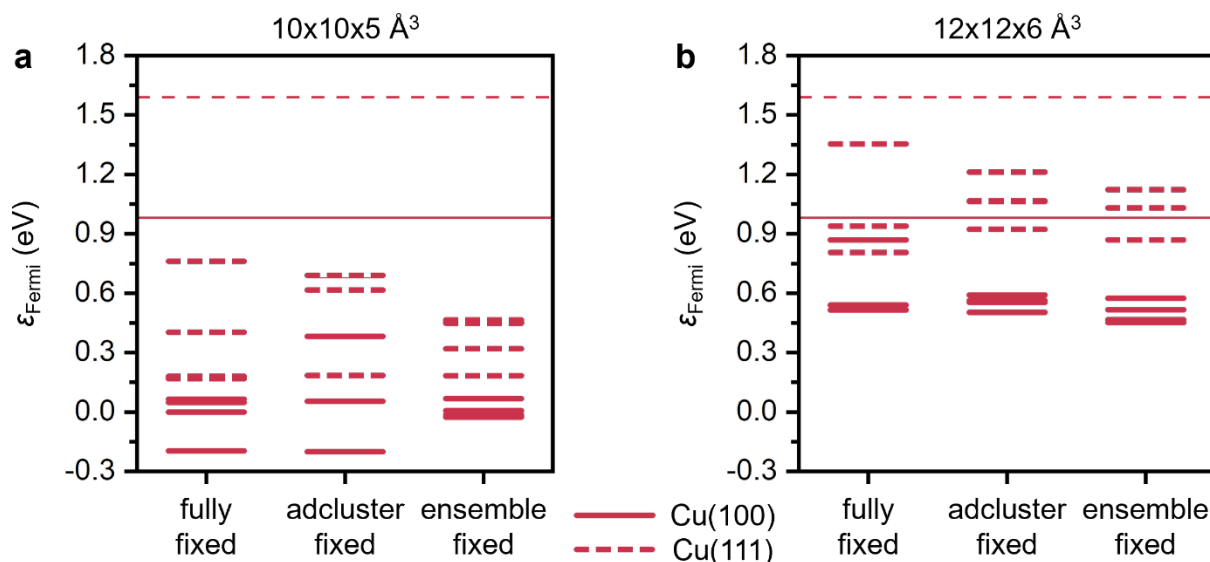 10x10x5 Å³
a
1.8
1.5
1.2
0.9
0.6
0.3
0.0
-0.3
εFermi (eV)
fully fixed
adcluster fixed
ensemble fixed
12x12x6 Å³
b
1.8
1.5
1.2
0.9
0.6
0.3
0.0
-0.3
εFermi (eV)
fully fixed
adcluster fixed
ensemble fixed
Cu(100)
Cu(111)